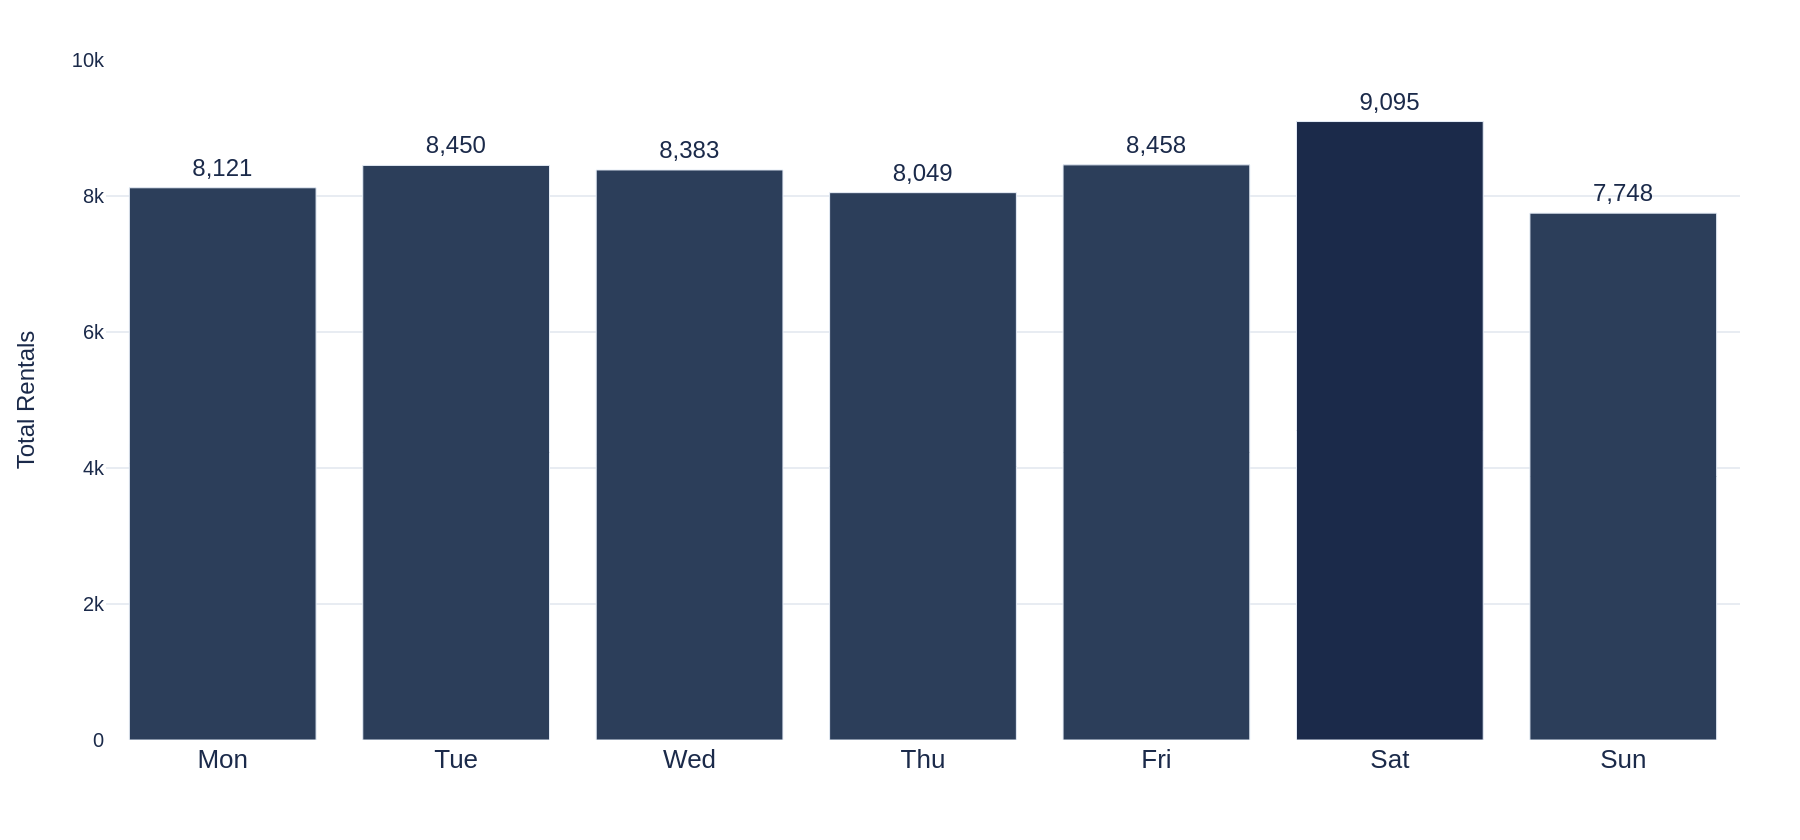 10k
8k
6k
4k
2k
0
Total Rentals
8,121
8,450
8,383
8,049
8,458
9,095
7,748
Mon
Tue
Wed
Thu
Fri
Sat
Sun